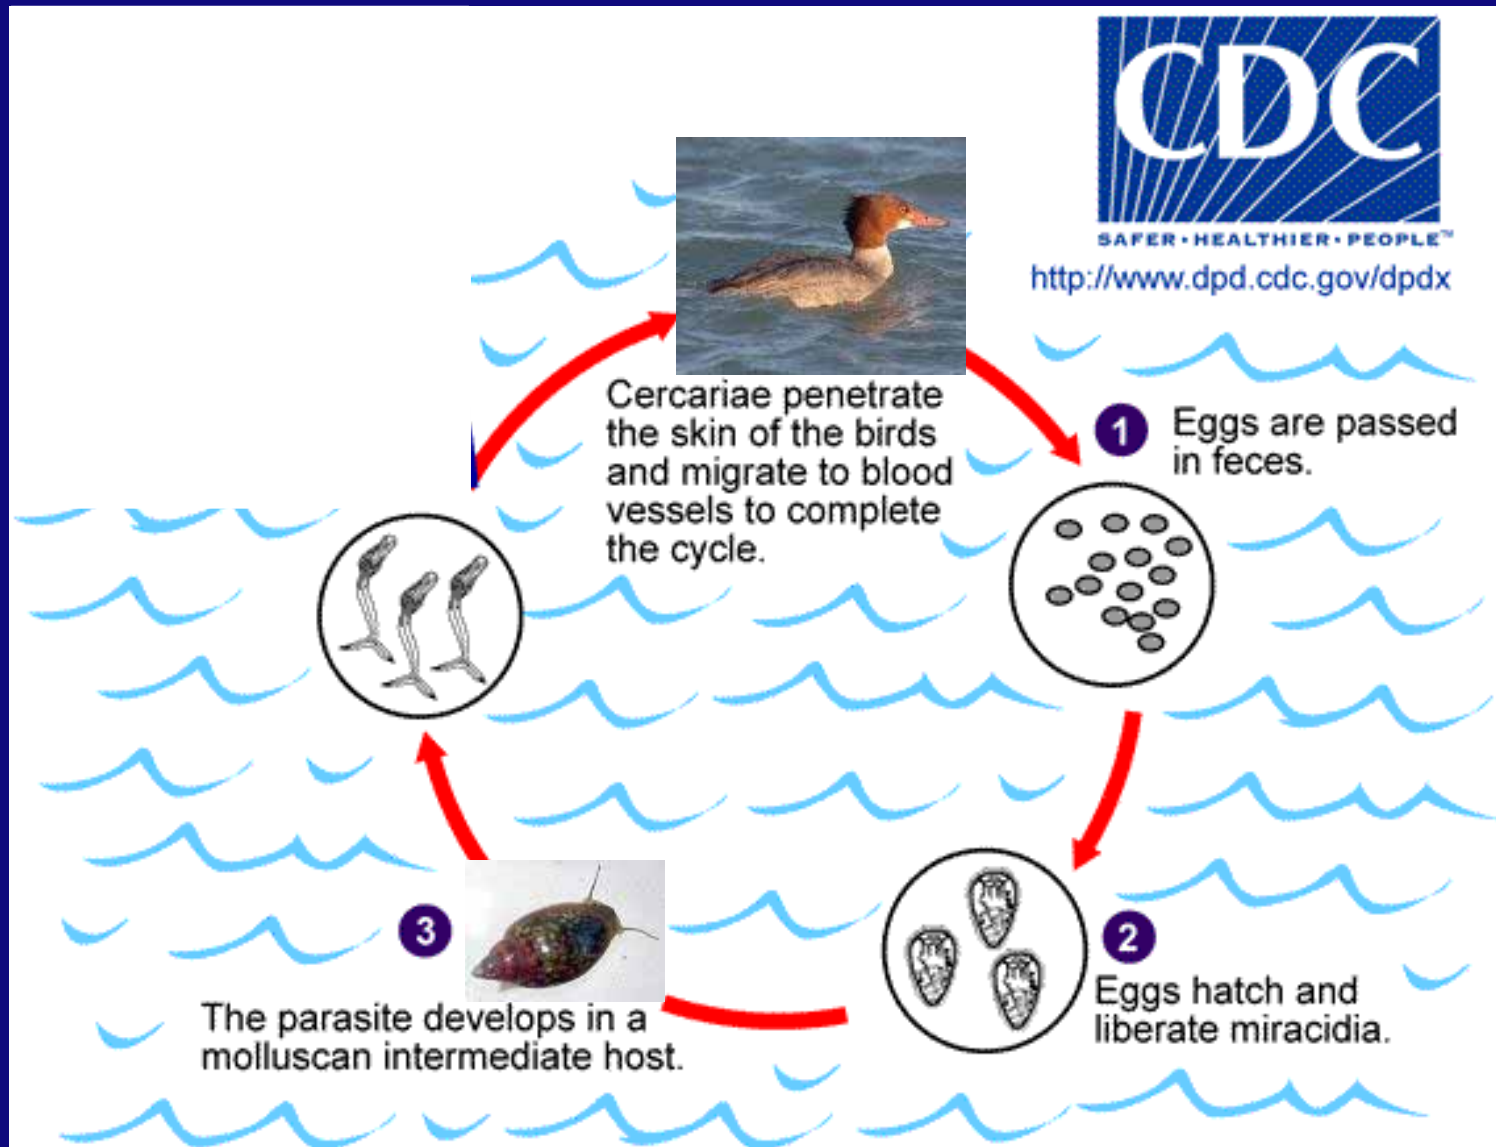 CDC
SAFER•HEALTHIER•PEOPLE™
http://www.dpd.cdc.gov/dpdx
Cercariae penetrate
the skin of the birds
and migrate to blood
vessels to complete
the cycle.
1
Eggs are passed
in feces.
2
Eggs hatch and
liberate miracidia.
3
The parasite develops in a
molluscan intermediate host.